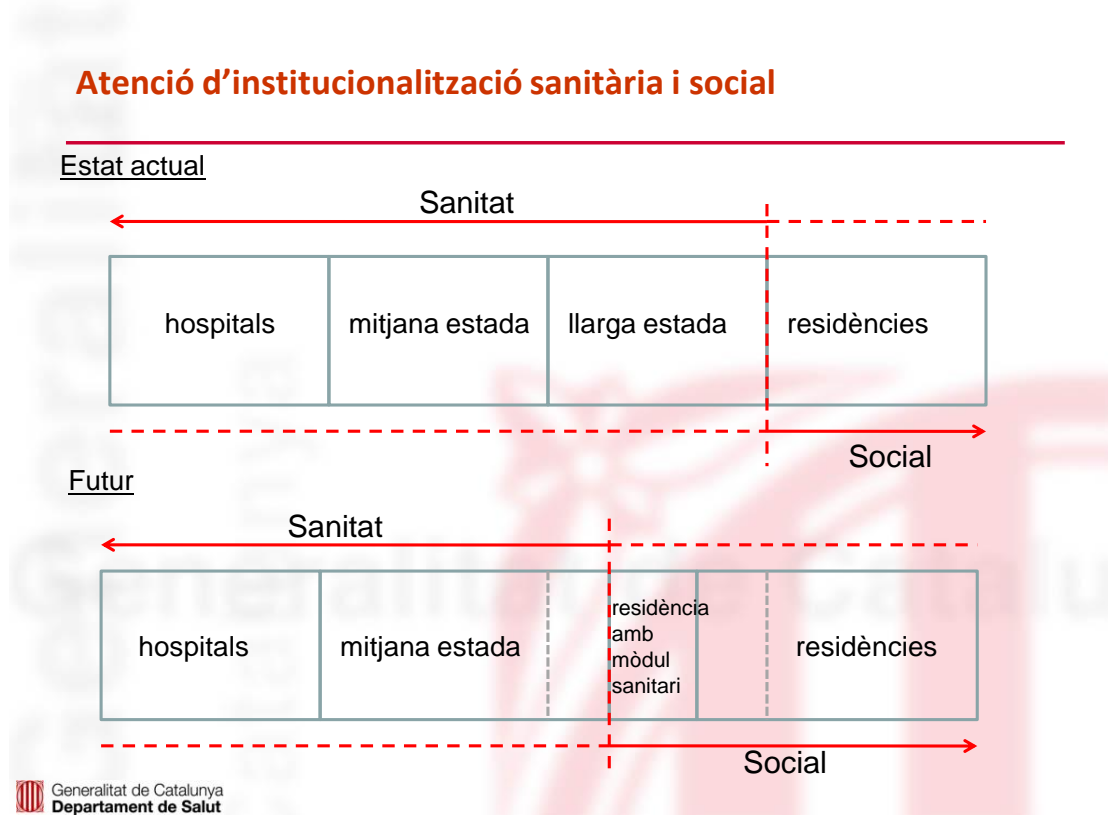 Atenció d’institucionalització sanitària i social
Estat actual
Sanitat
hospitals
mitjana estada
llarga estada
residències
Social
Futur
Sanitat
hospitals
mitjana estada
residència
amb
mòdul
sanitari
residències
Social
Generalitat de Catalunya
Departament de Salut